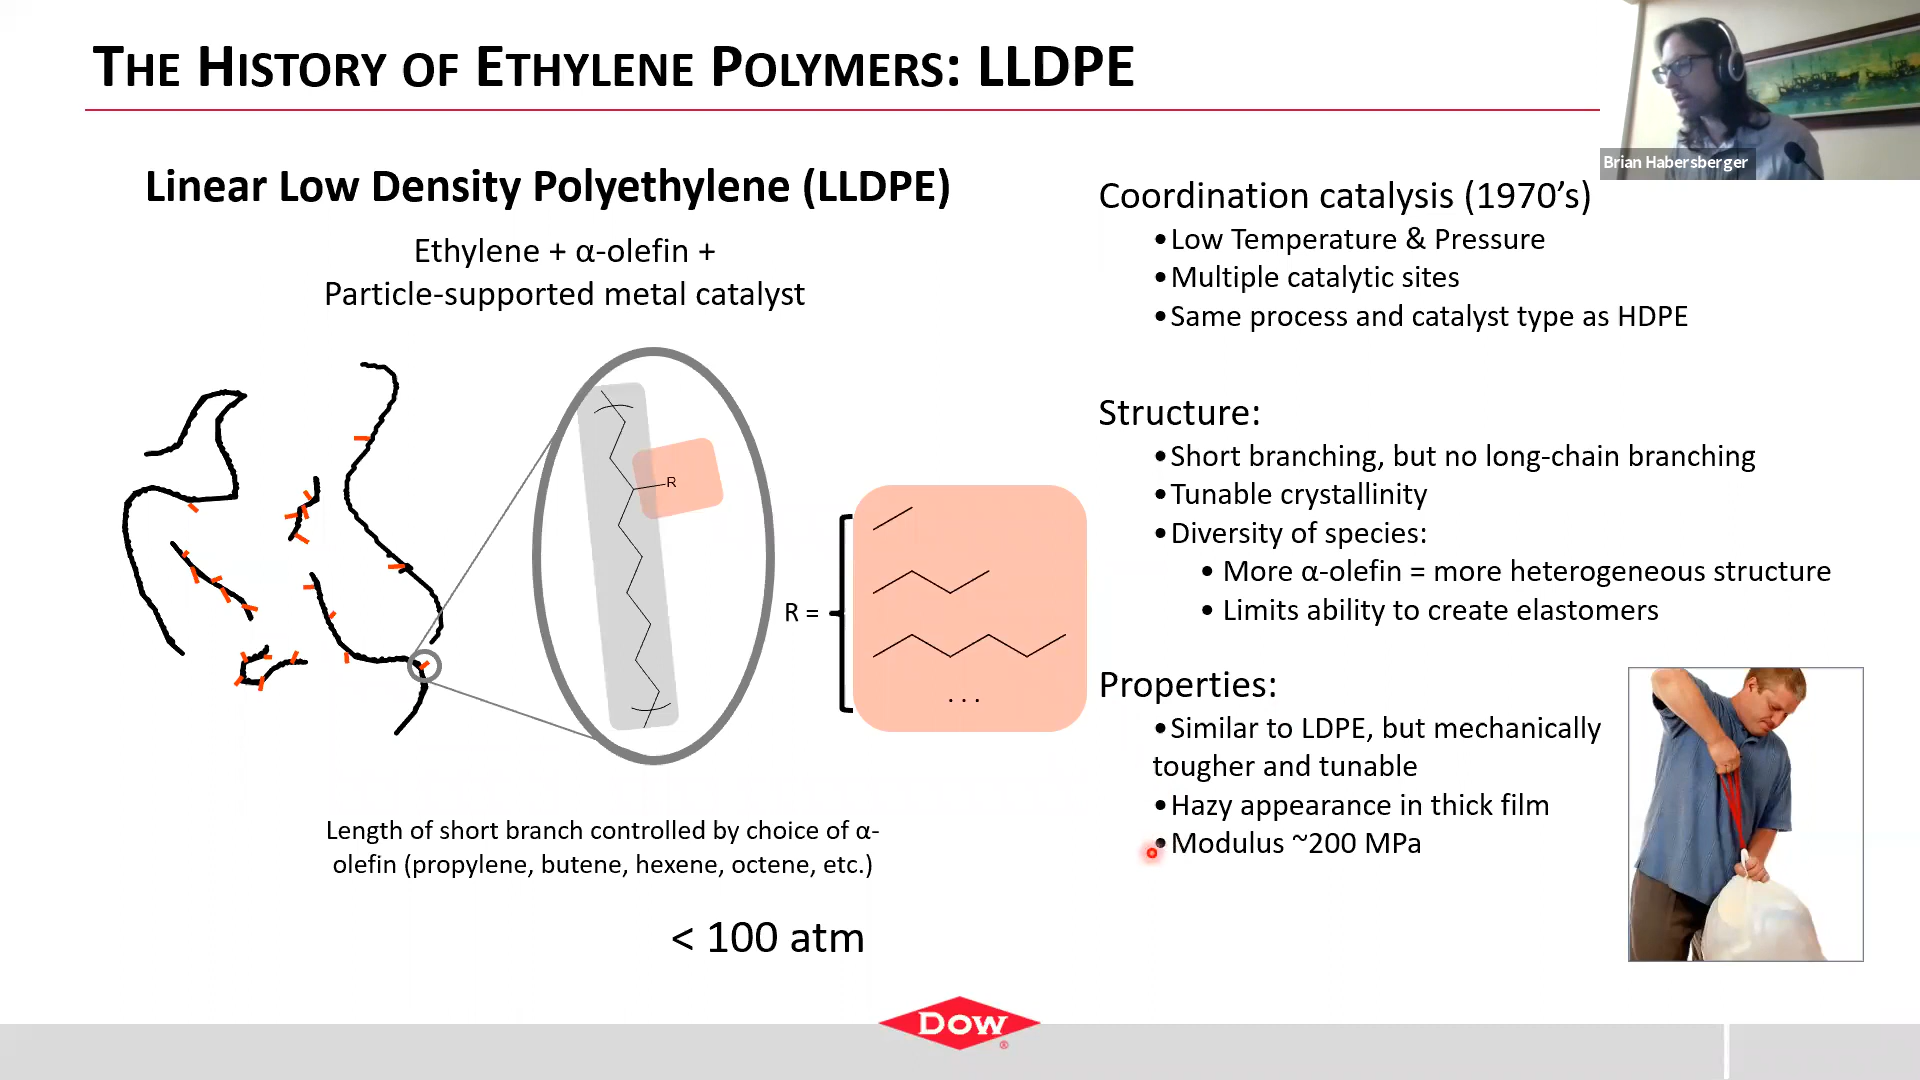 THE HISTORY OF ETHYLENE POLYMERS: LLDPE
Brian Habersberger
Linear Low Density Polyethylene (LLDPE)
Ethylene + α-olefin +
Particle-supported metal catalyst
R
R =
. . .
Length of short branch controlled by choice of α-
olefin (propylene, butene, hexene, octene, etc.)
< 100 atm
Coordination catalysis (1970’s)
•Low Temperature & Pressure
•Multiple catalytic sites
•Same process and catalyst type as HDPE
Structure:
•Short branching, but no long-chain branching
•Tunable crystallinity
•Diversity of species:
• More α-olefin = more heterogeneous structure
• Limits ability to create elastomers
Properties:
•Similar to LDPE, but mechanically
tougher and tunable
•Hazy appearance in thick film
•Modulus ~200 MPa
DOW
®